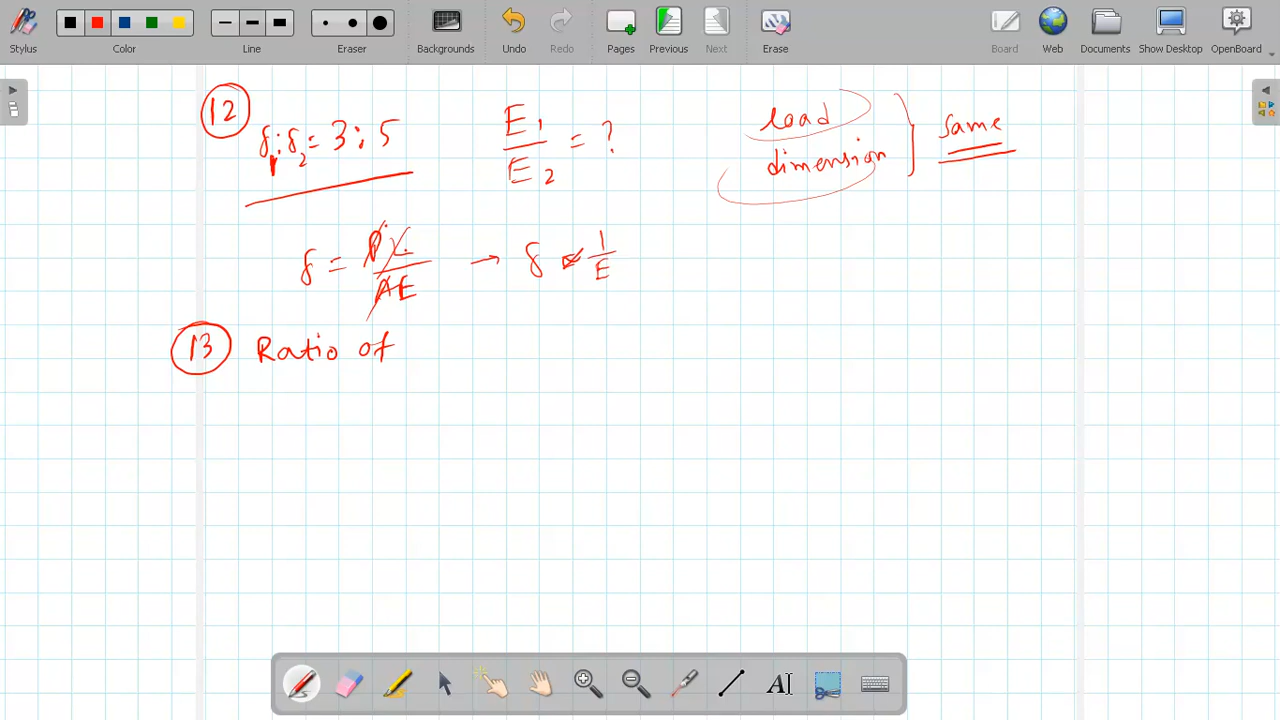 Stylus Color Line Eraser Backgrounds Undo Redo Pages Previous Next Erase Board Web Documents Show Desktop OpenBoard
12 δ1:δ2 = 3:5 E1/E2 = ? load dimension } same
δ = PL/AE → δ ∝ 1/E
13 Ratio of
A